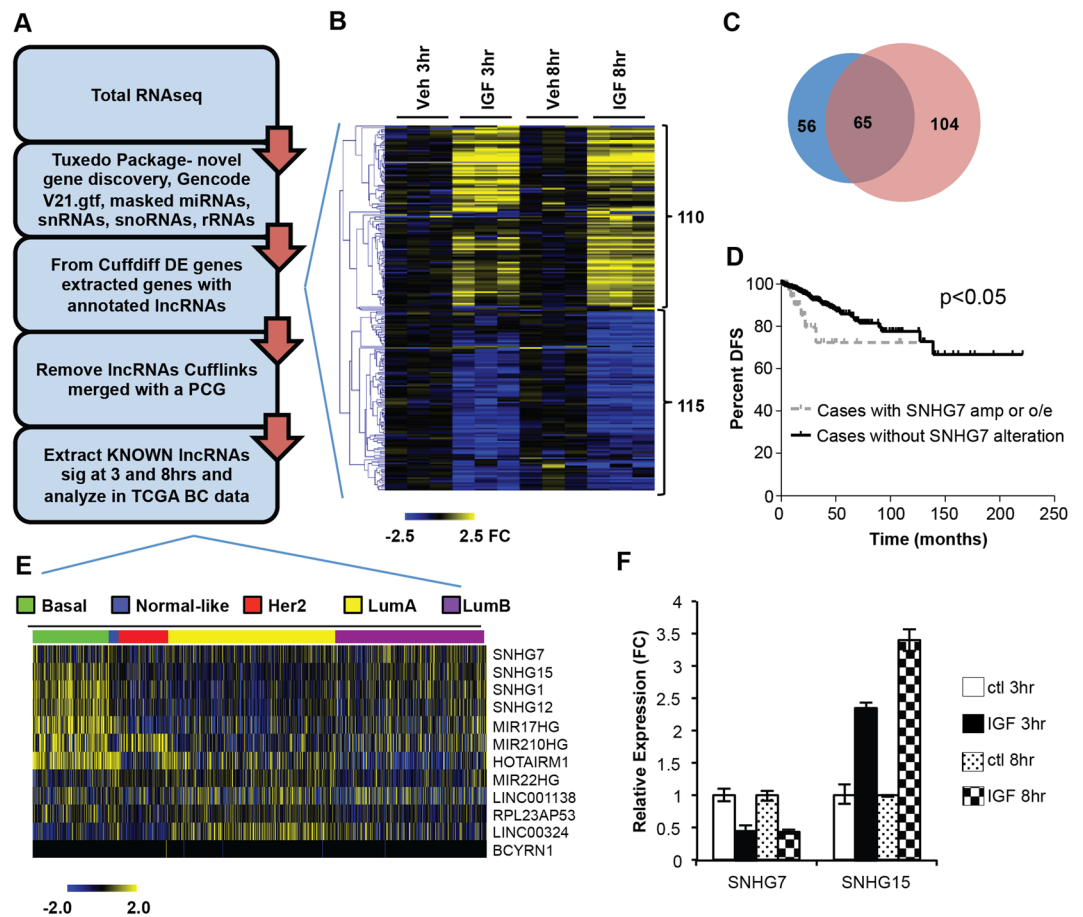 A
Total RNAseq
Tuxedo Package- novel
gene discovery, Gencode
V21.gtf, masked miRNAs,
snRNAs, snoRNAs, rRNAs
From Cuffdiff DE genes
extracted genes with
annotated lncRNAs
Remove lncRNAs Cufflinks
merged with a PCG
Extract KNOWN lncRNAs
sig at 3 and 8hrs and
analyze in TCGA BC data
B
Veh 3hr
IGF 3hr
Veh 8hr
IGF 8hr
110
115
-2.5
2.5 FC
C
56
65
104
D
Percent DFS
100
80
60
40
20
0
p<0.05
Cases with SNHG7 amp or o/e
Cases without SNHG7 alteration
0
50
100
150
200
250
Time (months)
E
Basal
Normal-like
Her2
LumA
LumB
SNHG7
SNHG15
SNHG1
SNHG12
MIR17HG
MIR210HG
HOTAIRM1
MIR22HG
LINC001138
RPL23AP53
LINC00324
BCYRN1
-2.0
2.0
F
Relative Expression (FC)
4
3.5
3
2.5
2
1.5
1
0.5
0
SNHG7
SNHG15
ctl 3hr
IGF 3hr
ctl 8hr
IGF 8hr